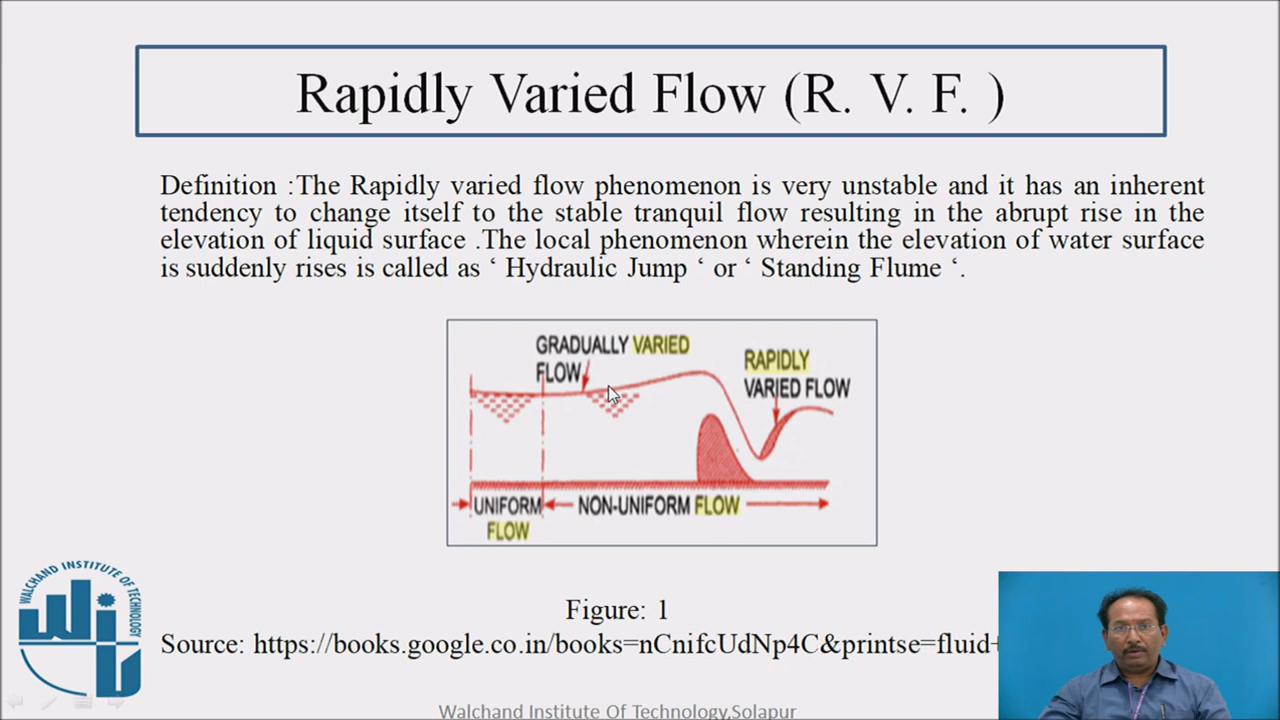 Rapidly Varied Flow (R. V. F. )
Definition :The Rapidly varied flow phenomenon is very unstable and it has an inherent
tendency to change itself to the stable tranquil flow resulting in the abrupt rise in the
elevation of liquid surface .The local phenomenon wherein the elevation of water surface
is suddenly rises is called as ‘ Hydraulic Jump ‘ or ‘ Standing Flume ‘.
GRADUALLY VARIED
FLOW
RAPIDLY
VARIED FLOW
UNIFORM
FLOW
NON-UNIFORM FLOW
Figure: 1
Source: https://books.google.co.in/books=nCnifcUdNp4C&printse=fluid+
WALCHAND INSTITUTE OF TECHNOLOGY
WIT
Walchand Institute Of Technology,Solapur